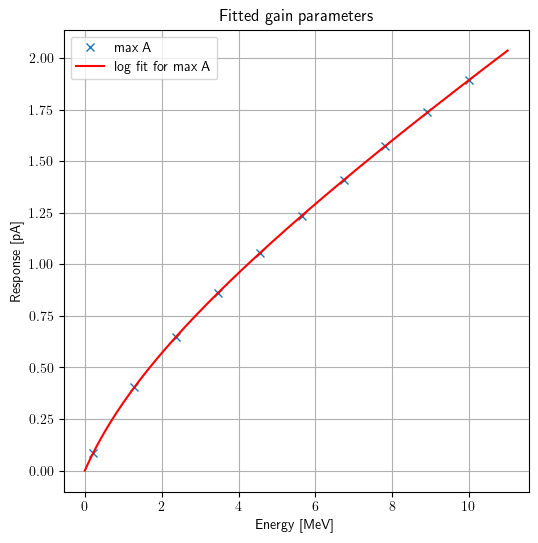 Fitted gain parameters
max A
log fit for max A
2.00
1.75
1.50
1.25
1.00
0.75
0.50
0.25
0.00
Response [pA]
0 2 4 6 8 10
Energy [MeV]